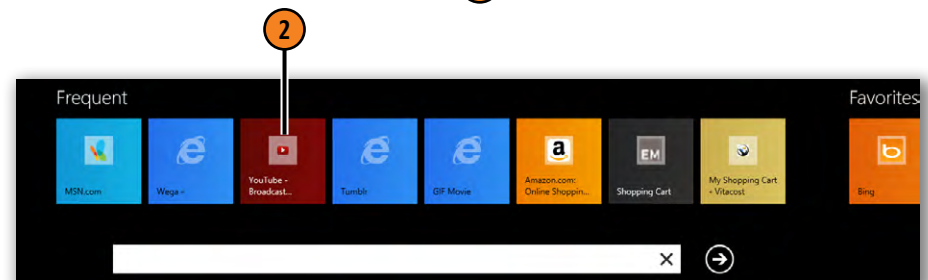 2
Frequent
Favorites
a
EM
MSN.com
Wega -
YouTube -
Broadcast...
Tumblr
GIF Movie
Amazon.com:
Online Shoppin...
Shopping Cart
My Shopping Cart
- Vitacost
Bing